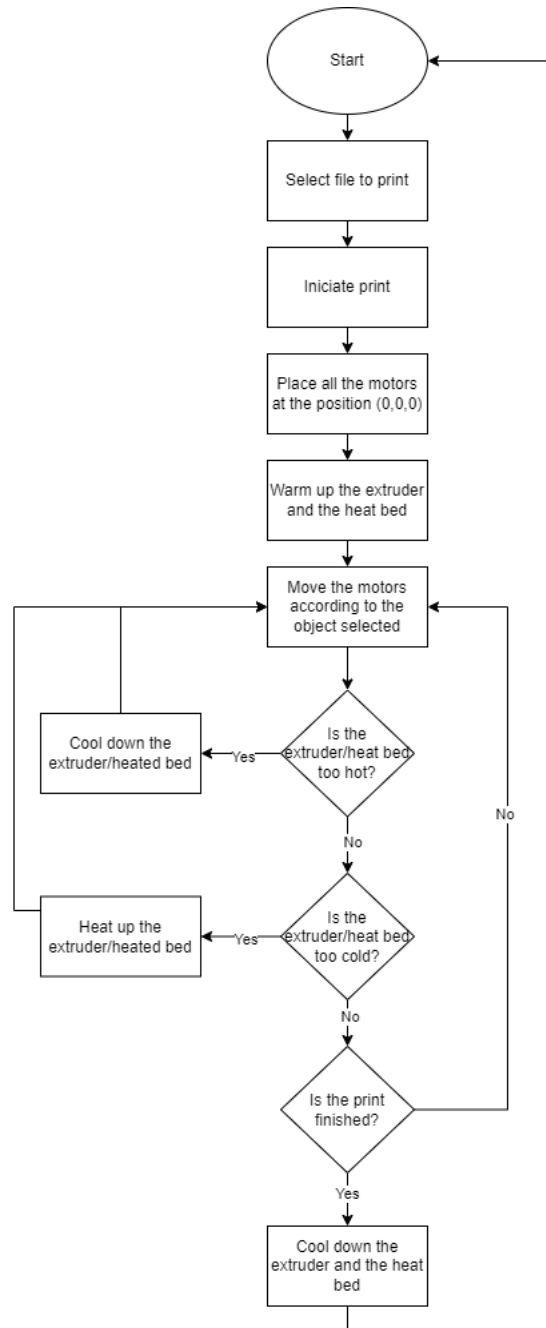 Start
Select file to print
Iniciate print
Place all the motors
at the position (0,0,0)
Warm up the extruder
and the heat bed
Move the motors
according to the
object selected
Cool down the
extruder/heated bed
Yes
Is the
extruder/heat bed
too hot?
No
No
Heat up the
extruder/heated bed
Yes
Is the
extruder/heat bed
too cold?
No
Is the print
finished?
Yes
Cool down the
extruder and the heat
bed